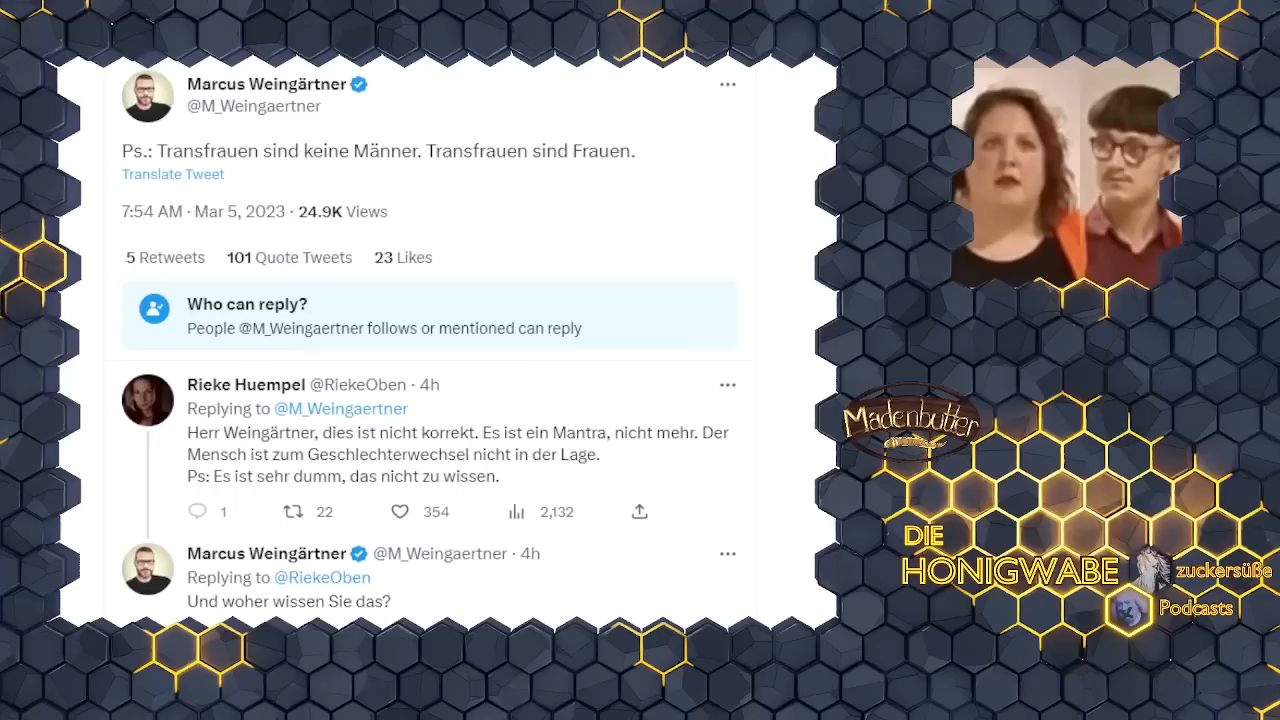 Marcus Weingärtner
@M_Weingaertner
Ps.: Transfrauen sind keine Männer. Transfrauen sind Frauen.
Translate Tweet
7:54 AM · Mar 5, 2023 · 24.9K Views
5 Retweets 101 Quote Tweets 23 Likes
Who can reply?
People @M_Weingaertner follows or mentioned can reply
Rieke Huempel @RiekeOben · 4h
Replying to @M_Weingaertner
Herr Weingärtner, dies ist nicht korrekt. Es ist ein Mantra, nicht mehr. Der
Mensch ist zum Geschlechterwechsel nicht in der Lage.
Ps: Es ist sehr dumm, das nicht zu wissen.
1 22 354 2,132
Marcus Weingärtner @M_Weingaertner · 4h
Replying to @RiekeOben
Und woher wissen Sie das?
Madenbutter
DIE
HONIGWABE
zuckersüße
Podcasts